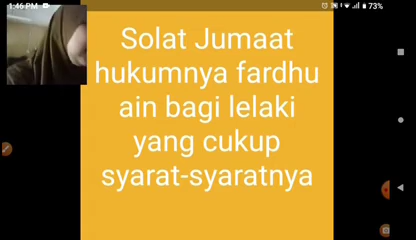 1:46 PM
73%
Solat Jumaat
hukumnya fardhu
ain bagi lelaki
yang cukup
syarat-syaratnya